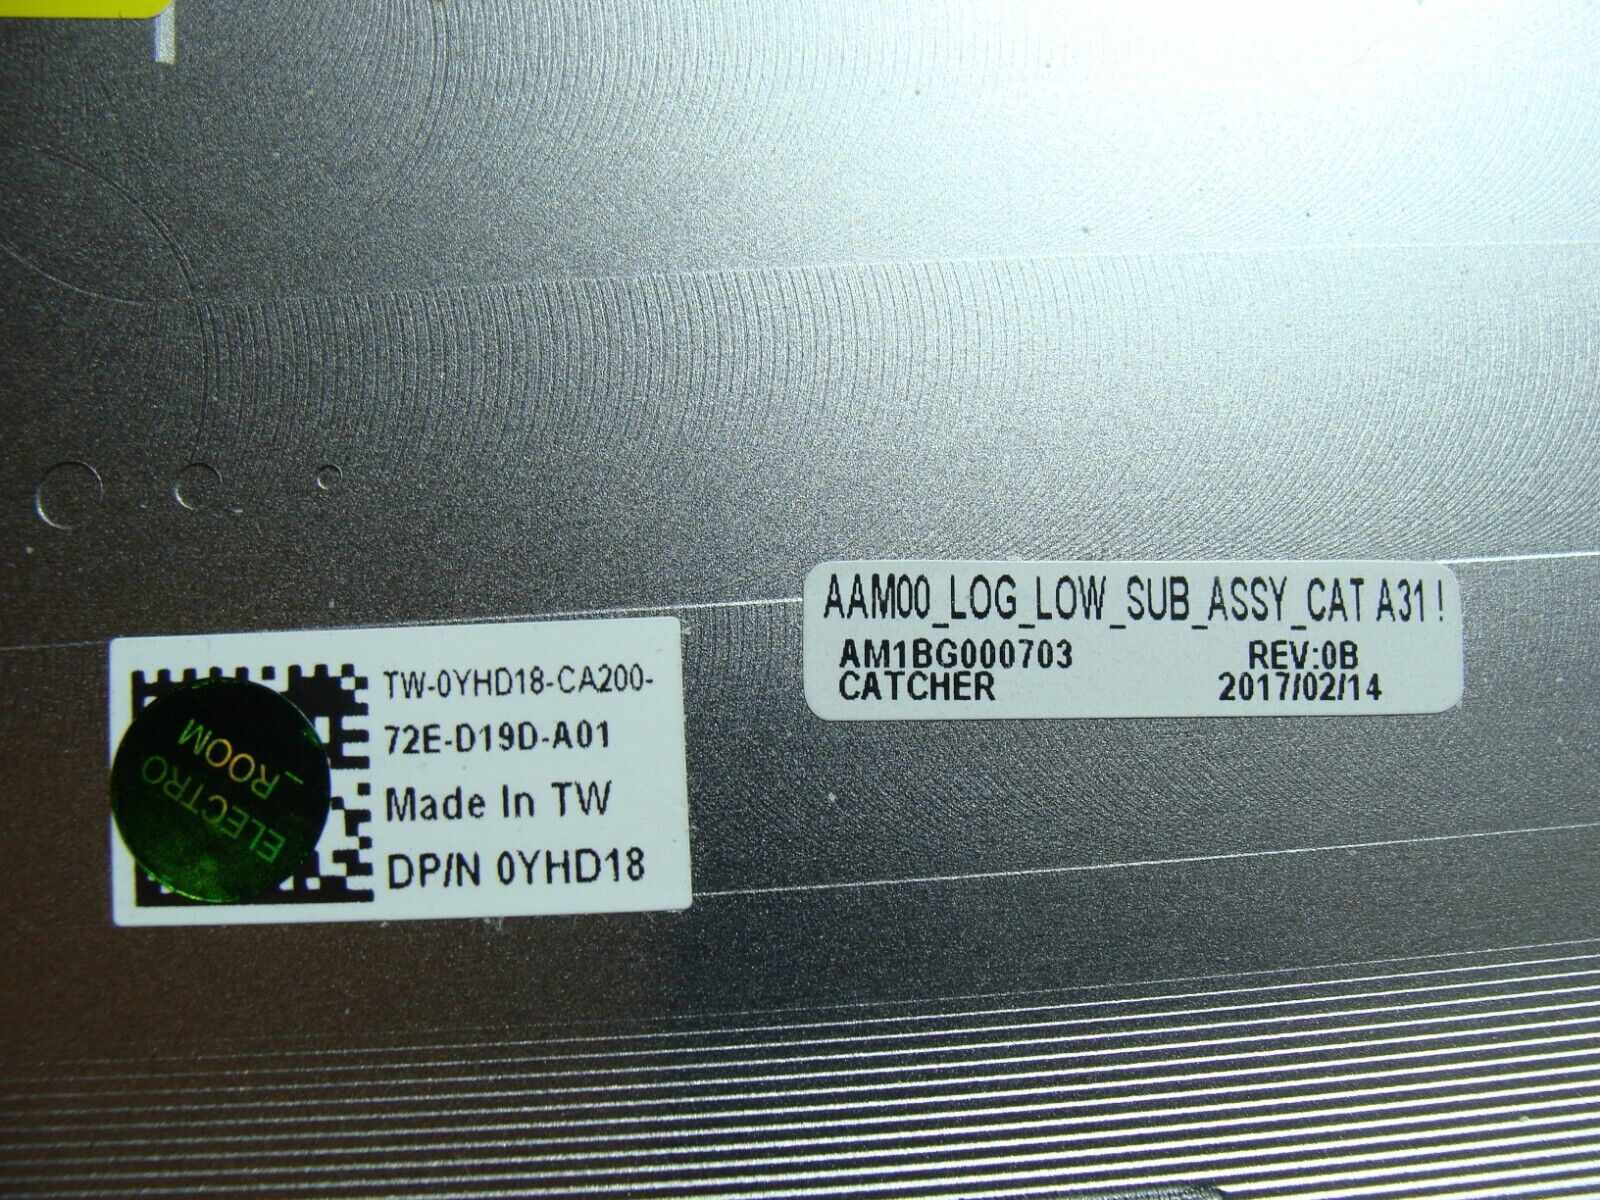 AAM00_LOG_LOW_SUB_ASSY_CAT A31 !
AM1BG000703 REV:0B
CATCHER 2017/02/14
TW-0YHD18-CA200-
72E-D19D-A01
Made In TW
DP/N 0YHD18
ELECTRO
_ROOM